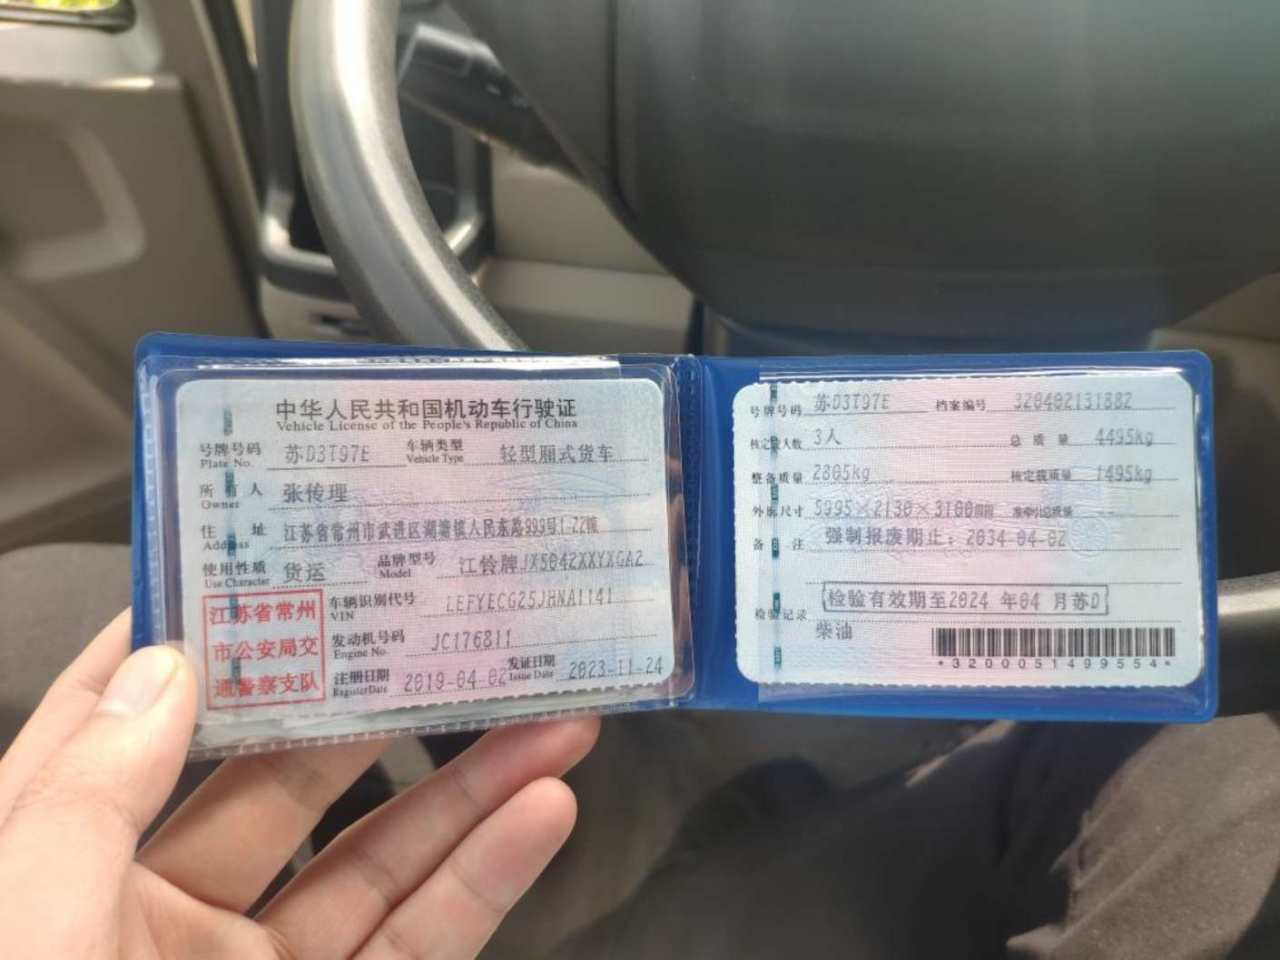 中华人民共和国机动车行驶证
Vehicle License of the People's Republic of China
号牌号码 苏D3T97E 车辆类型 轻型厢式货车
Plate No. Vehicle Type
所有人 张传理
Owner
住址 江苏省常州市武进区湖塘镇人民东路999号1-22幢
Address
使用性质 货运 品牌型号 江铃牌JX5042XXYXGA2
Use Character Model
江苏省常州
市公安局交
通警察支队
车辆识别代号 LEFYECG25JHNA1141
VIN
发动机号码 JC176811
Engine No.
注册日期 2019-04-02 发证日期 2023-11-24
Register Date Issue Date
号牌号码 苏D3T97E 档案编号 320402131882
核定载人数 3人 总质量 4495kg
整备质量 2805kg 核定载质量 1495kg
外廓尺寸 5995×2130×3100mm 准牵引总质量 --
备注 强制报废期止：2034-04-02
检验记录 检验有效期至2024 年04 月苏D
柴油
*3200051499554*